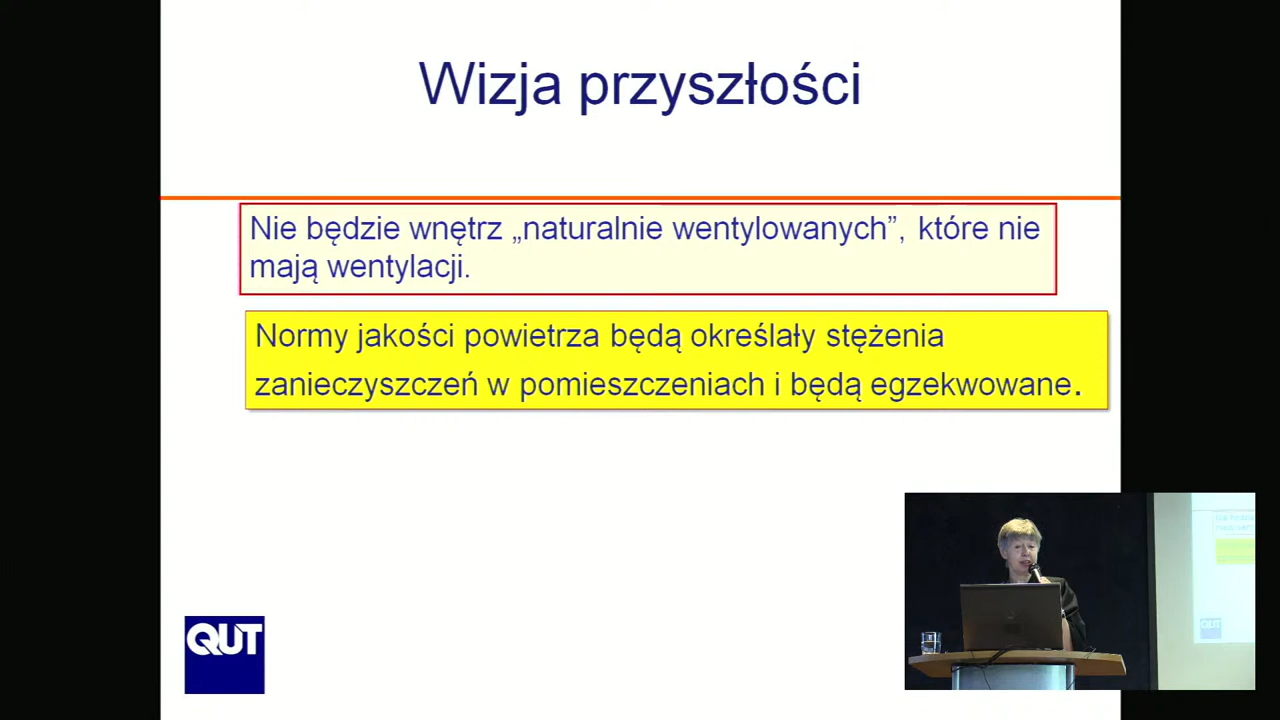 Wizja przyszłości
Nie będzie wnętrz „naturalnie wentylowanych”, które nie
mają wentylacji.
Normy jakości powietrza będą określały stężenia
zanieczyszczeń w pomieszczeniach i będą egzekwowane.
QUT